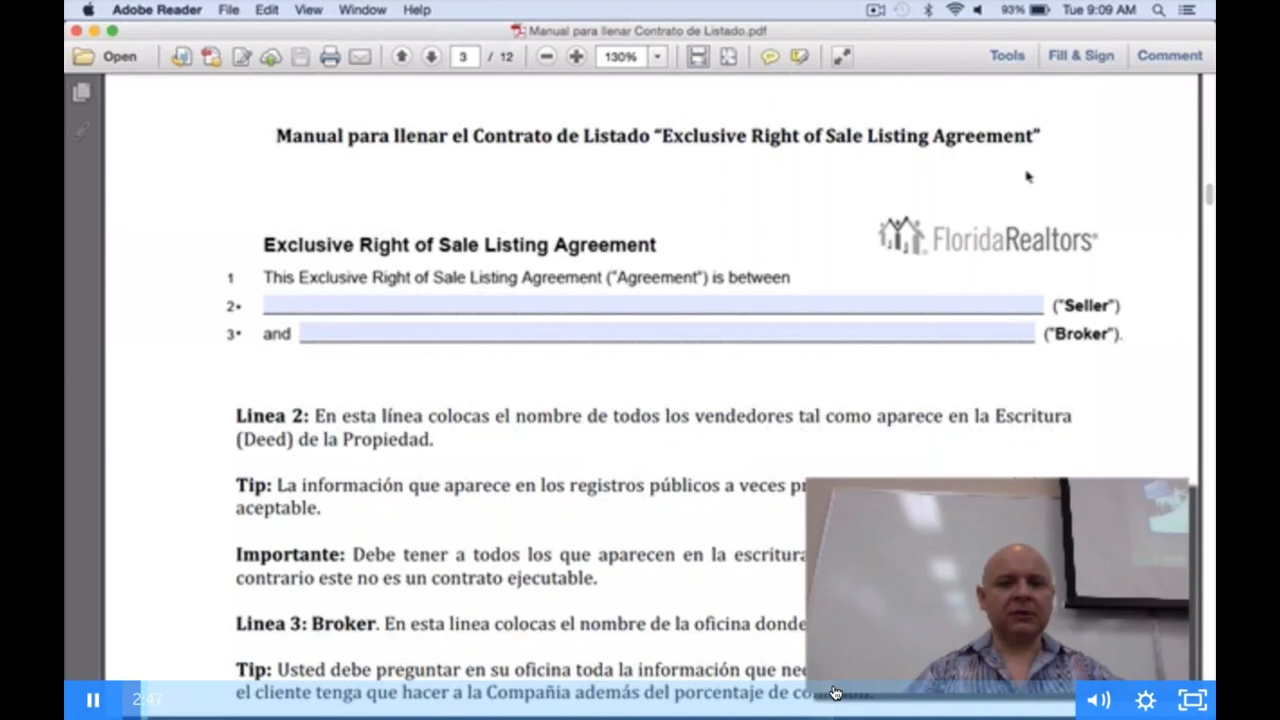 Adobe Reader File Edit View Window Help 93% Tue 9:09 AM
Manual para llenar Contrato de Listado.pdf
Open 3 / 12 130% Tools Fill & Sign Comment
Manual para llenar el Contrato de Listado “Exclusive Right of Sale Listing Agreement”
FloridaRealtors®
Exclusive Right of Sale Listing Agreement
1 This Exclusive Right of Sale Listing Agreement ("Agreement") is between
2* ("Seller")
3* and ("Broker").
Linea 2: En esta línea colocas el nombre de todos los vendedores tal como aparece en la Escritura
(Deed) de la Propiedad.
Tip: La información que aparece en los registros públicos a veces
aceptable.
Importante: Debe tener a todos los que aparecen en la escritura
contrario este no es un contrato ejecutable.
Linea 3: Broker. En esta linea colocas el nombre de la oficina donde
Tip: Usted debe preguntar en su oficina toda la información que
el cliente tenga que hacer a la Compañia además del porcentaje de
2:47